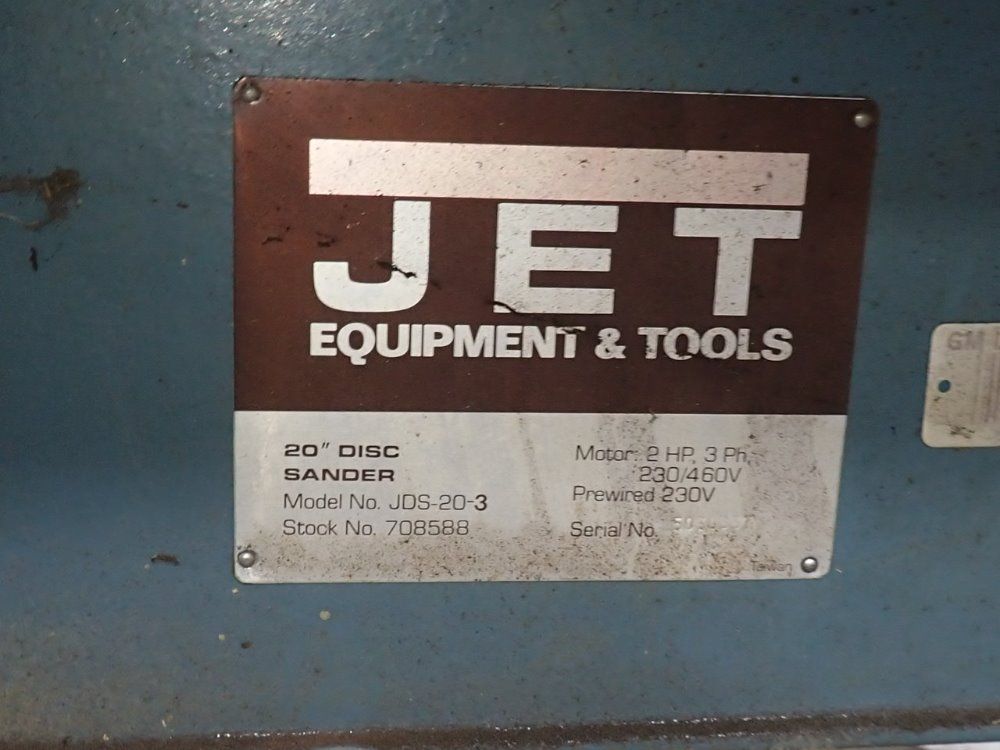 JET
EQUIPMENT & TOOLS
20" DISC
SANDER
Model No. JDS-20-3
Stock No. 708588
Motor: 2 HP, 3 Ph,
230/460V
Prewired 230V
Serial No.
Taiwan
GM